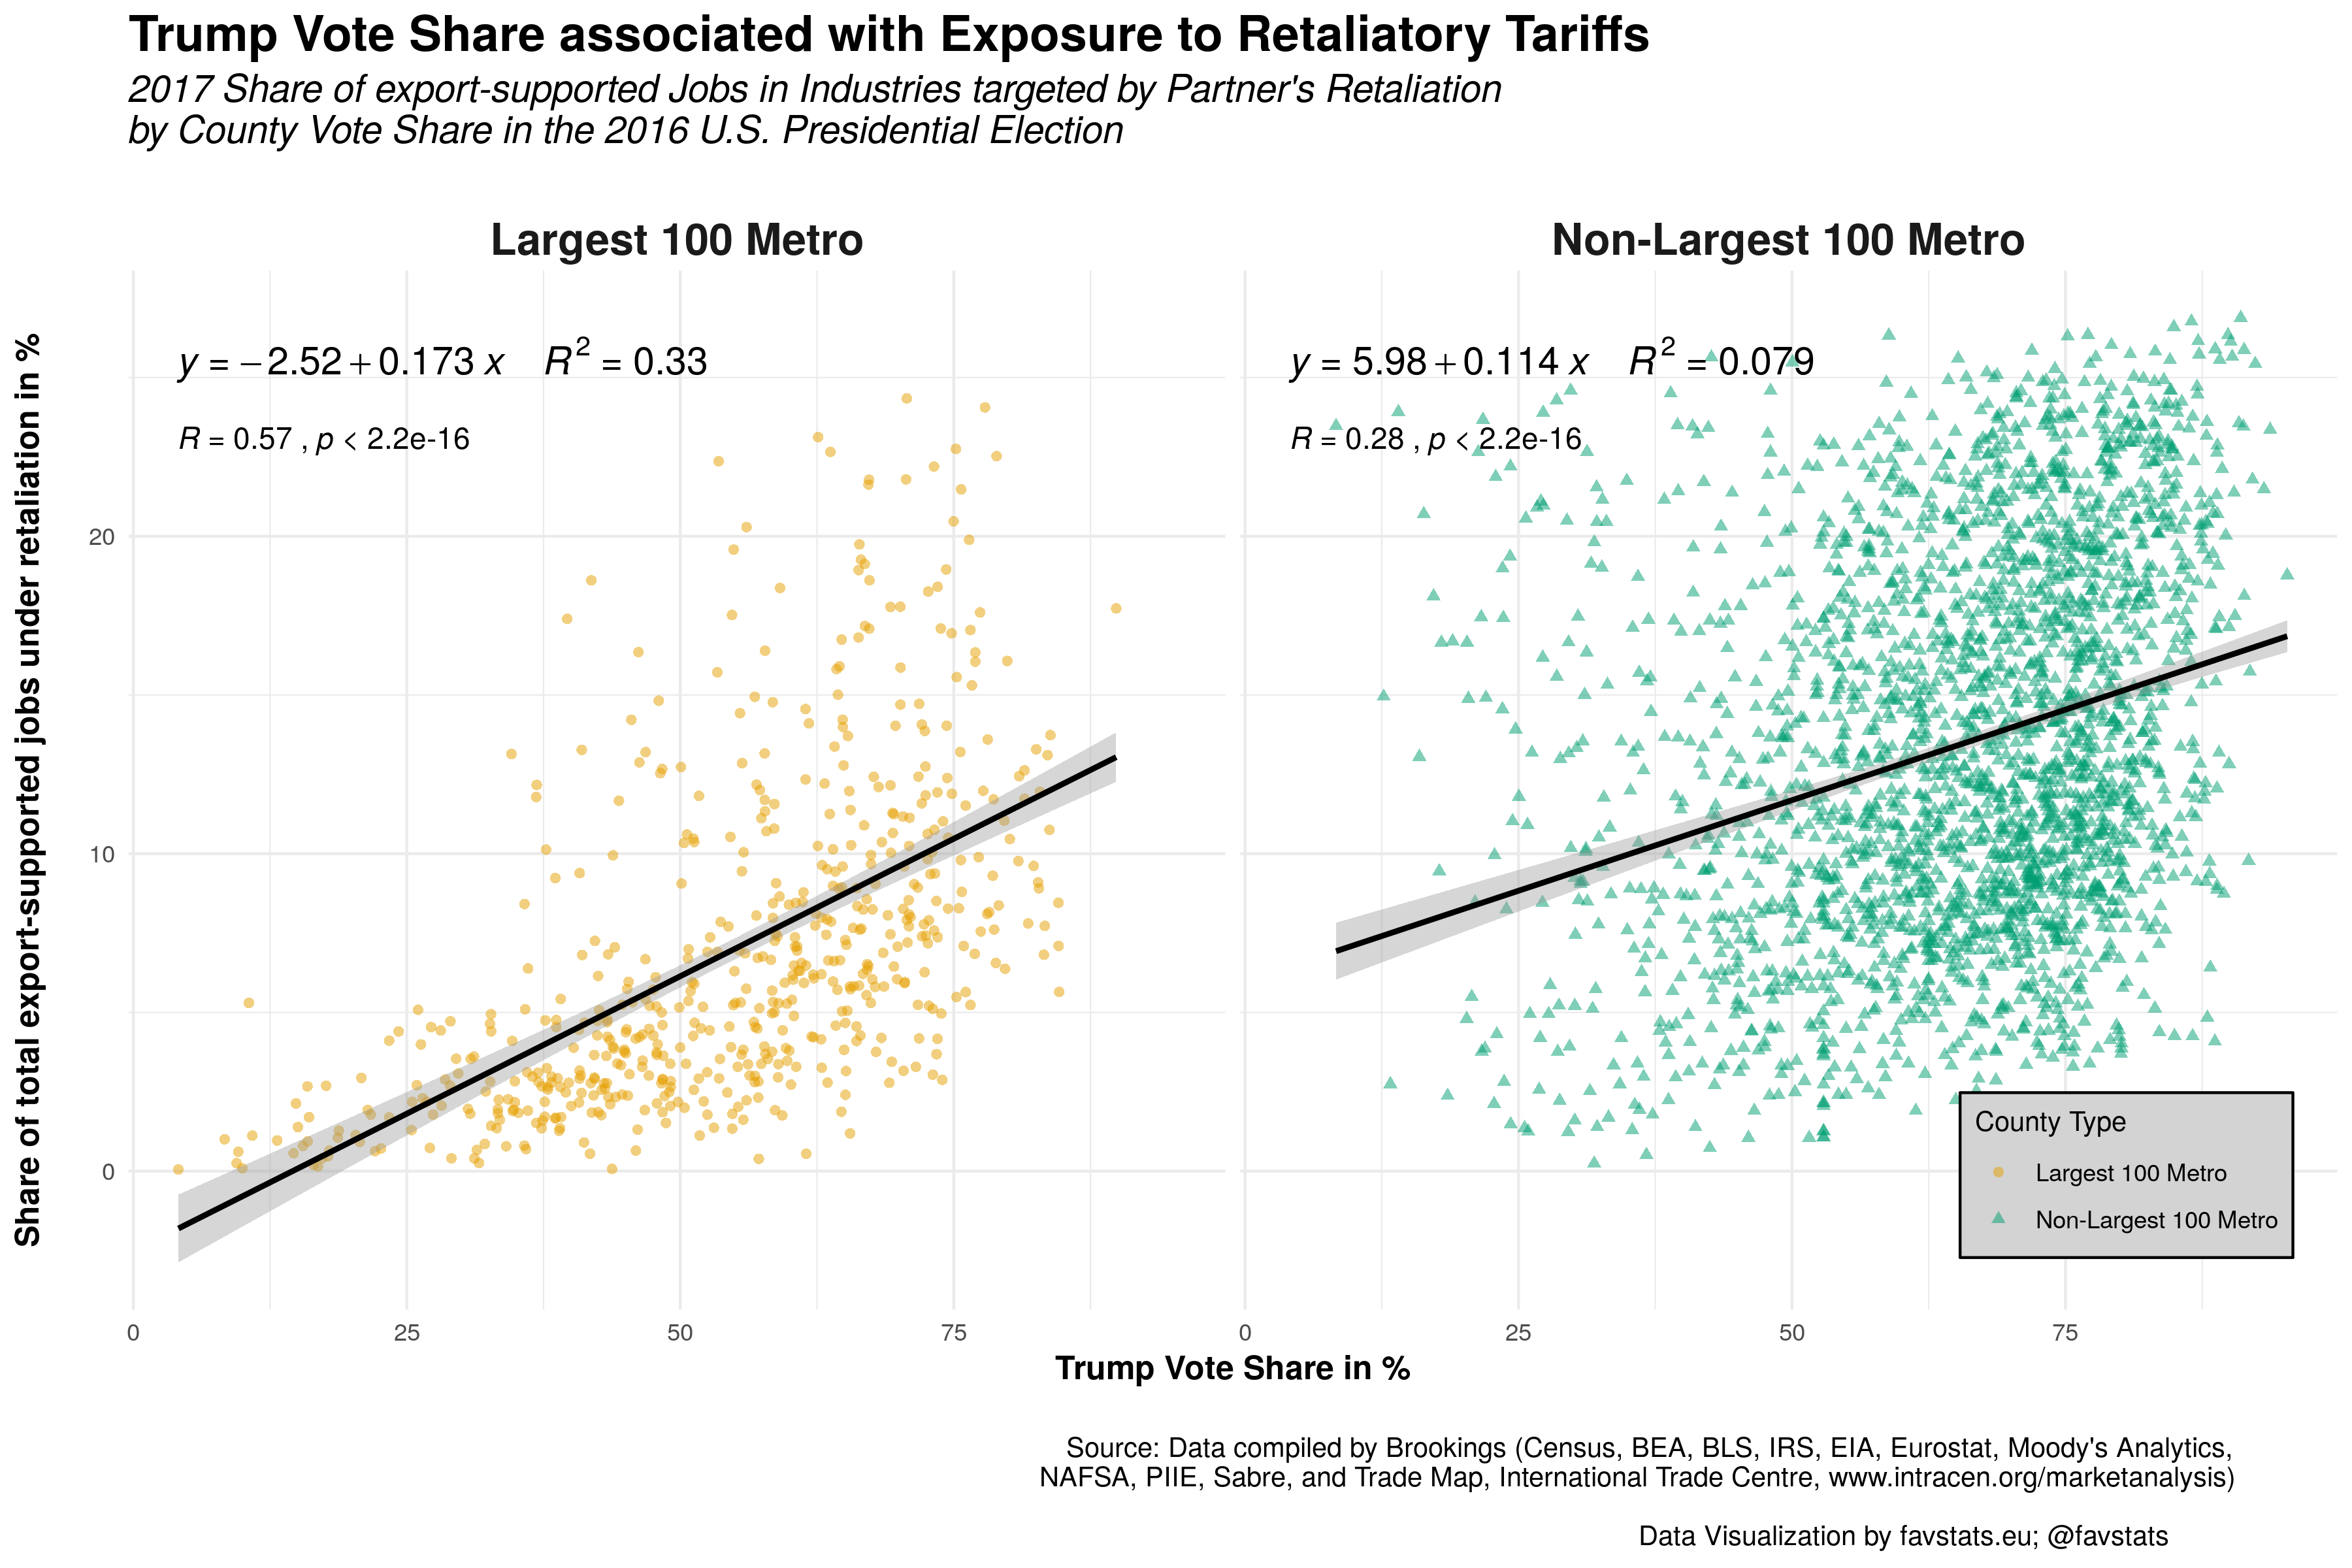 Trump Vote Share associated with Exposure to Retaliatory Tariffs
2017 Share of export-supported Jobs in Industries targeted by Partner's Retaliation
by County Vote Share in the 2016 U.S. Presidential Election
Largest 100 Metro
Non-Largest 100 Metro
Share of total export-supported jobs under retaliation in %
y = −2.52+0.173 x R² = 0.33
R = 0.57 , p < 2.2e-16
y = 5.98+0.114 x R² = 0.079
R = 0.28 , p < 2.2e-16
20
10
0
County Type
Largest 100 Metro
Non-Largest 100 Metro
0 25 50 75
0 25 50 75
Trump Vote Share in %
Source: Data compiled by Brookings (Census, BEA, BLS, IRS, EIA, Eurostat, Moody's Analytics,
NAFSA, PIIE, Sabre, and Trade Map, International Trade Centre, www.intracen.org/marketanalysis)
Data Visualization by favstats.eu; @favstats